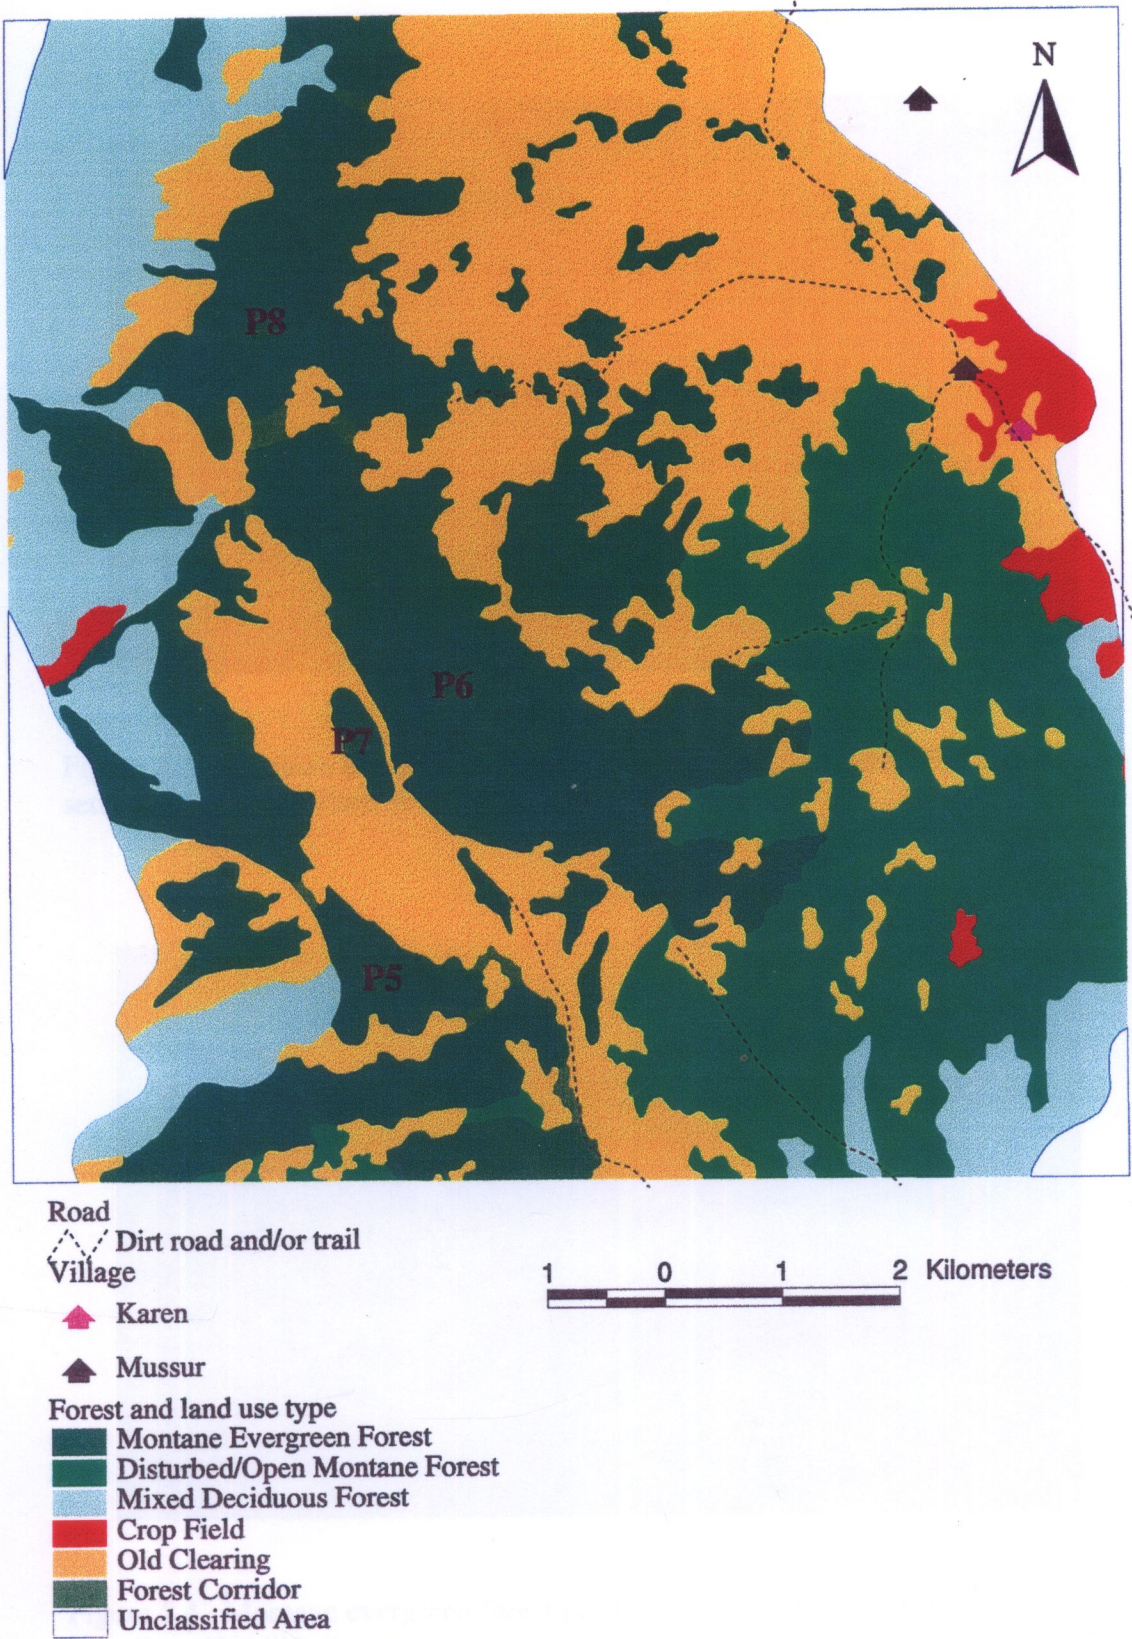 N
P8
P6
P7
P5
Road
Dirt road and/or trail
Village
1 0 1 2 Kilometers
Karen
Mussur
Forest and land use type
Montane Evergreen Forest
Disturbed/Open Montane Forest
Mixed Deciduous Forest
Crop Field
Old Clearing
Forest Corridor
Unclassified Area